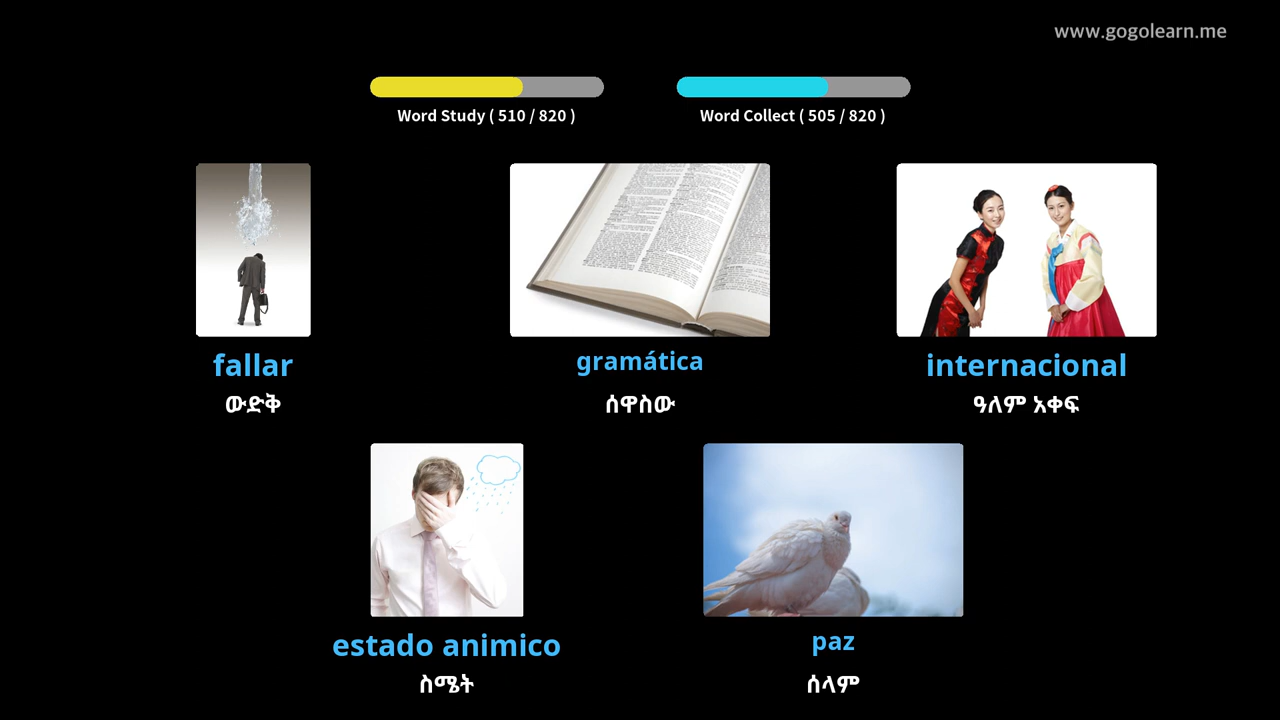 www.gogolearn.me
Word Study ( 510 / 820 )
Word Collect ( 505 / 820 )
fallar
ውድቅ
gramática
ሰዋስው
internacional
ዓለም አቀፍ
estado animico
ስሜት
paz
ሰላም